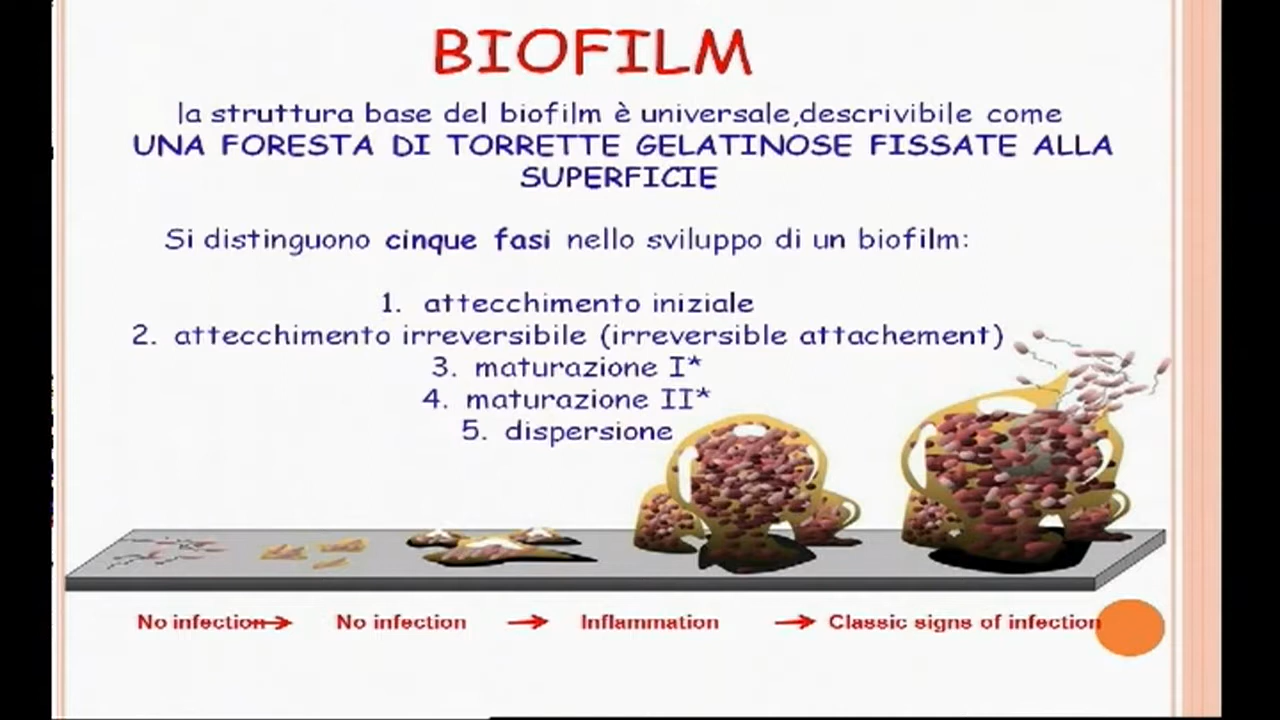 BIOFILM
la struttura base del biofilm è universale,descrivibile come
UNA FORESTA DI TORRETTE GELATINOSE FISSATE ALLA
SUPERFICIE
Si distinguono cinque fasi nello sviluppo di un biofilm:
1. attecchimento iniziale
2. attecchimento irreversibile (irreversible attachement)
3. maturazione I*
4. maturazione II*
5. dispersione
No infection → No infection → Inflammation → Classic signs of infection